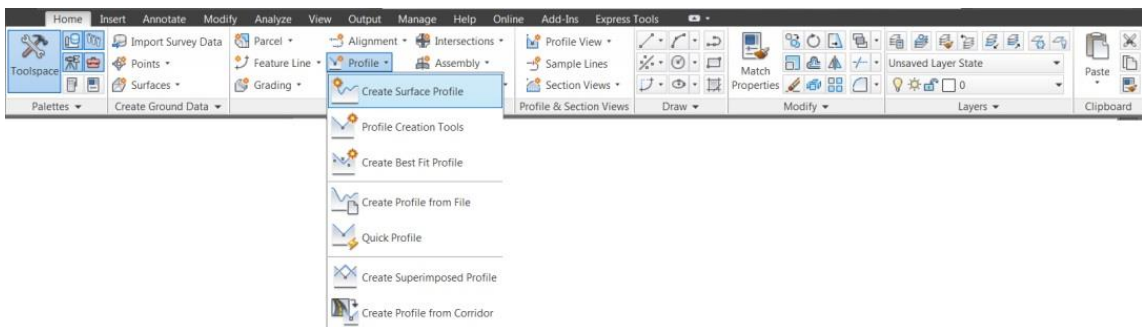 Home Insert Annotate Modify Analyze View Output Manage Help Online Add-Ins Express Tools
Import Survey Data Parcel Alignment Intersections Profile View
Toolspace Points Feature Line Profile Assembly Sample Lines Match Properties Unsaved Layer State Paste
Surfaces Grading Create Surface Profile Section Views 0
Palettes Create Ground Data Profile & Section Views Draw Modify Layers Clipboard
Profile Creation Tools
Create Best Fit Profile
Create Profile from File
Quick Profile
Create Superimposed Profile
Create Profile from Corridor